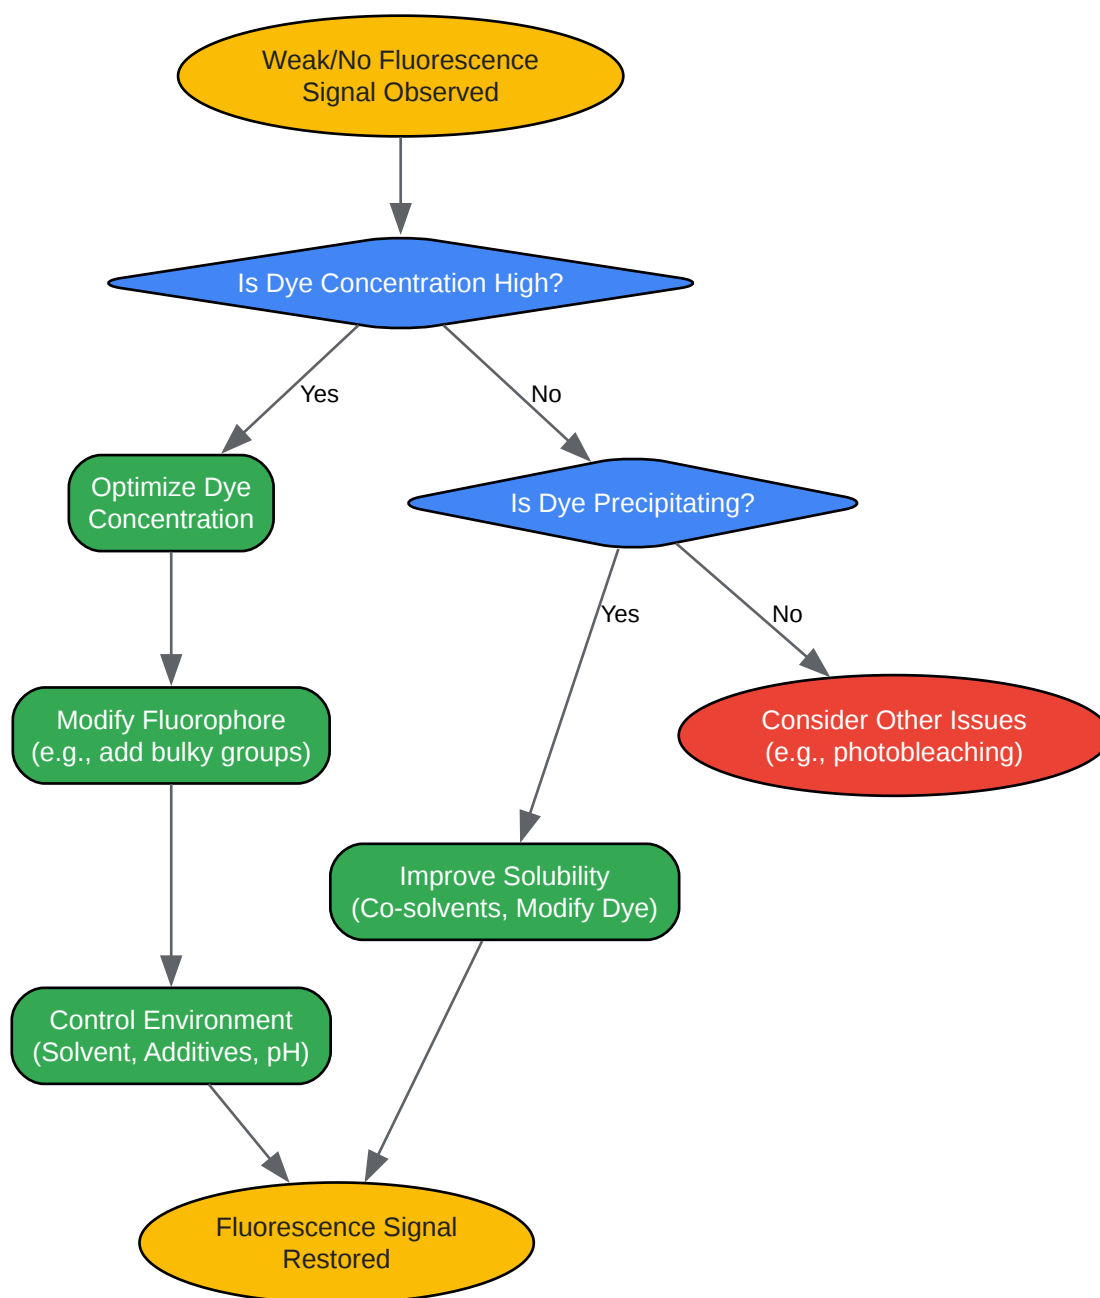 Weak/No Fluorescence
Signal Observed
Is Dye Concentration High?
Yes
No
Optimize Dye
Concentration
Is Dye Precipitating?
Yes
No
Modify Fluorophore
(e.g., add bulky groups)
Consider Other Issues
(e.g., photobleaching)
Improve Solubility
(Co-solvents, Modify Dye)
Control Environment
(Solvent, Additives, pH)
Fluorescence Signal
Restored